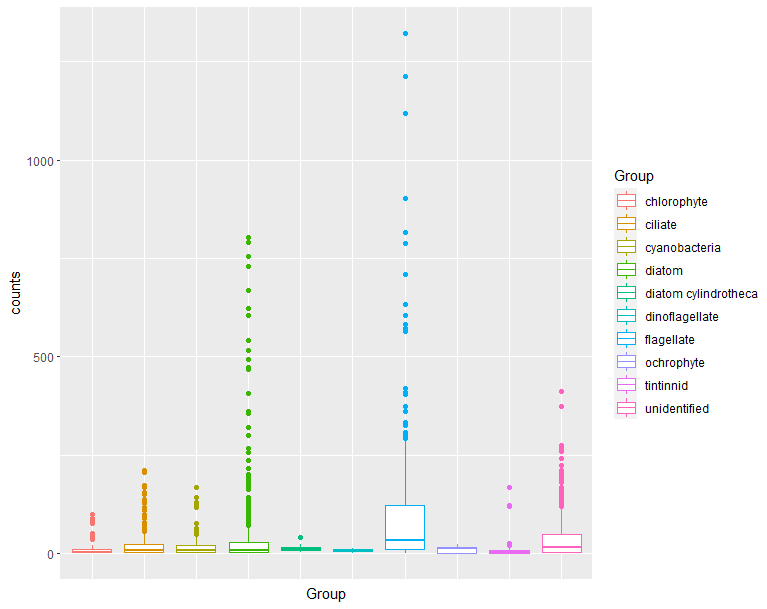 counts
1000
500
0
Group
Group
chlorophyte
ciliate
cyanobacteria
diatom
diatom cylindrotheca
dinoflagellate
flagellate
ochrophyte
tintinnid
unidentified